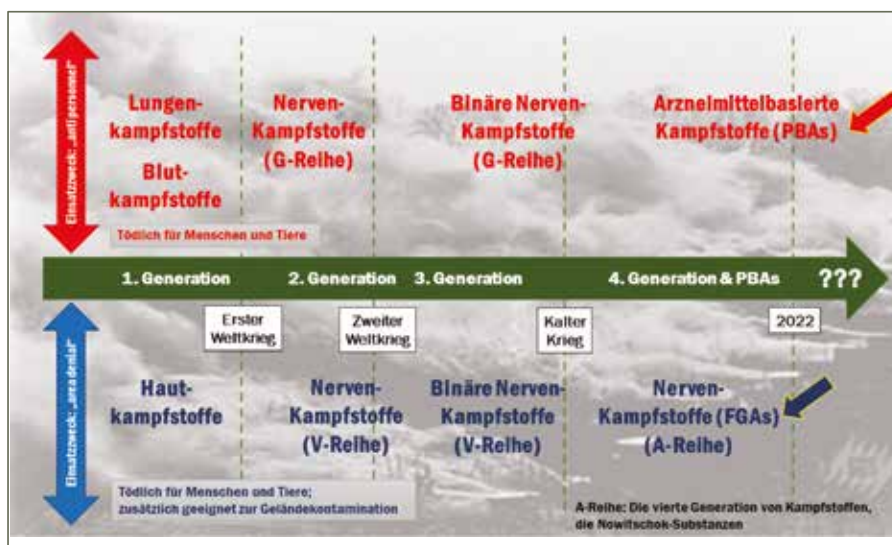 Einsatzzweck: „anti personnel“
Lungen-
kampfstoffe
Blut-
kampfstoffe
Nerven-
Kampfstoffe
(G-Reihe)
Binäre Nerven-
Kampfstoffe
(G-Reihe)
Arzneimittelbasierte
Kampfstoffe (PBAs)
Tödlich für Menschen und Tiere
1. Generation
2. Generation
3. Generation
4. Generation & PBAs
???
Erster
Weltkrieg
Zweiter
Weltkrieg
Kalter
Krieg
2022
Einsatzzweck: „area denial“
Haut-
kampfstoffe
Nerven-
Kampfstoffe
(V-Reihe)
Binäre Nerven-
Kampfstoffe
(V-Reihe)
Nerven-
Kampfstoffe (FGAs)
(A-Reihe)
Tödlich für Menschen und Tiere;
zusätzlich geeignet zur Geländekontamination
A-Reihe: Die vierte Generation von Kampfstoffen,
die Nowitschok-Substanzen